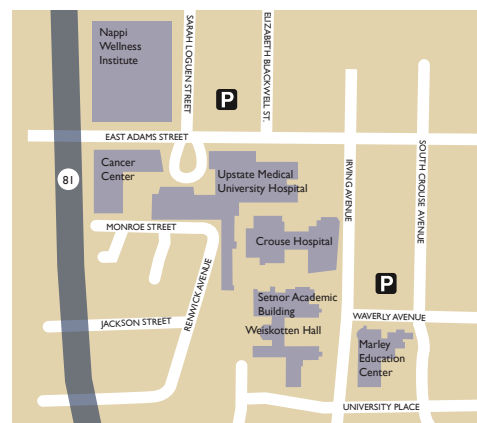 Nappi
Wellness
Institute
SARAH LOGUEN STREET
ELIZABETH BLACKWELL ST.
P
EAST ADAMS STREET
Cancer
Center
81
Upstate Medical
University Hospital
IRVING AVENUE
SOUTH CROUSE AVENUE
MONROE STREET
Crouse Hospital
RENWICK AVENUE
P
Setnor Academic
Building
JACKSON STREET
Weiskotten Hall
WAVERLY AVENUE
Marley
Education
Center
UNIVERSITY PLACE